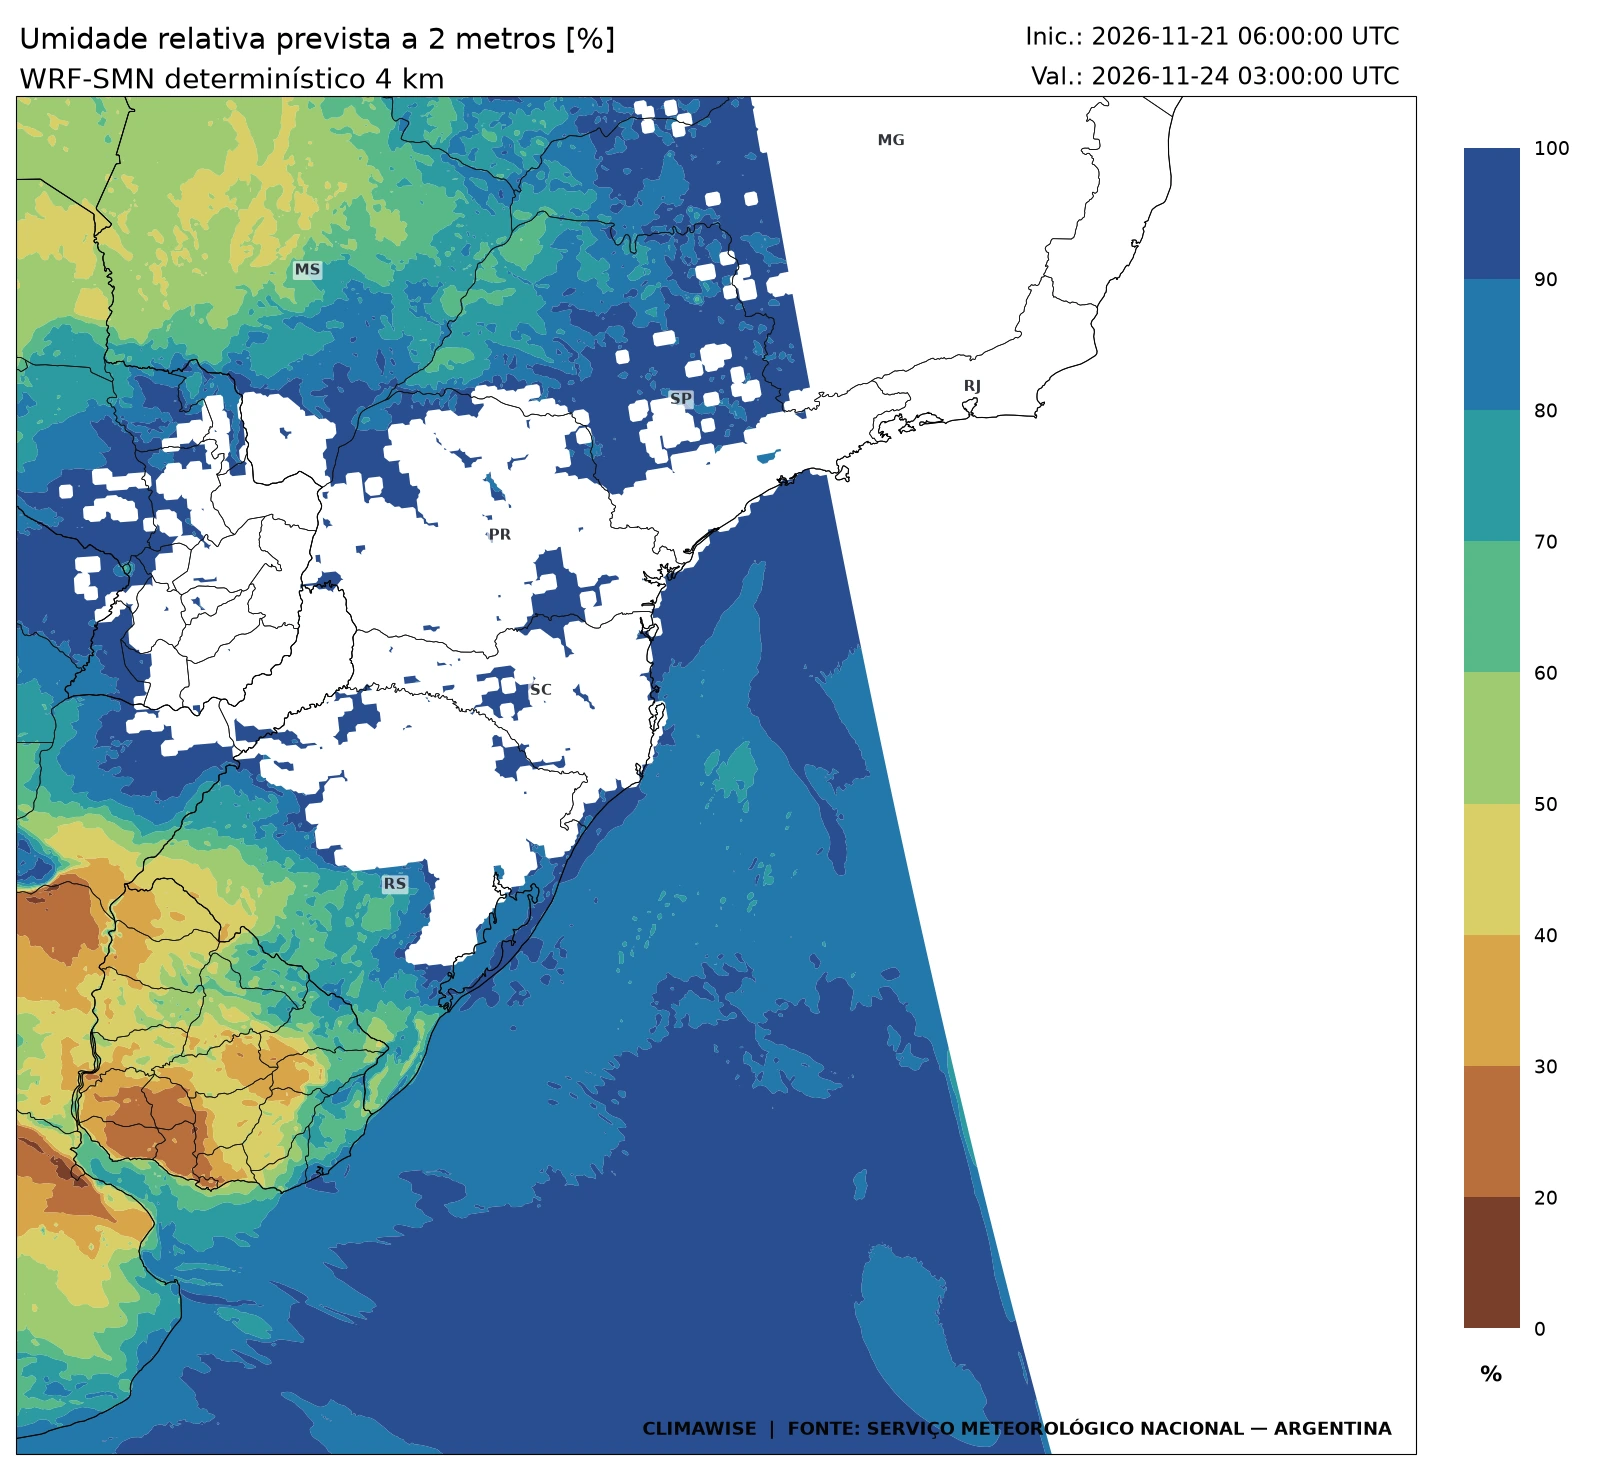 Umidade relativa prevista a 2 metros [%]
WRF-SMN determinístico 4 km
Inic.: 2026-11-21 06:00:00 UTC
Val.: 2026-11-24 03:00:00 UTC
MG
MS
RJ
SP
PR
SC
RS
100
90
80
70
60
50
40
30
20
0
%
CLIMAWISE | FONTE: SERVIÇO METEOROLÓGICO NACIONAL — ARGENTINA